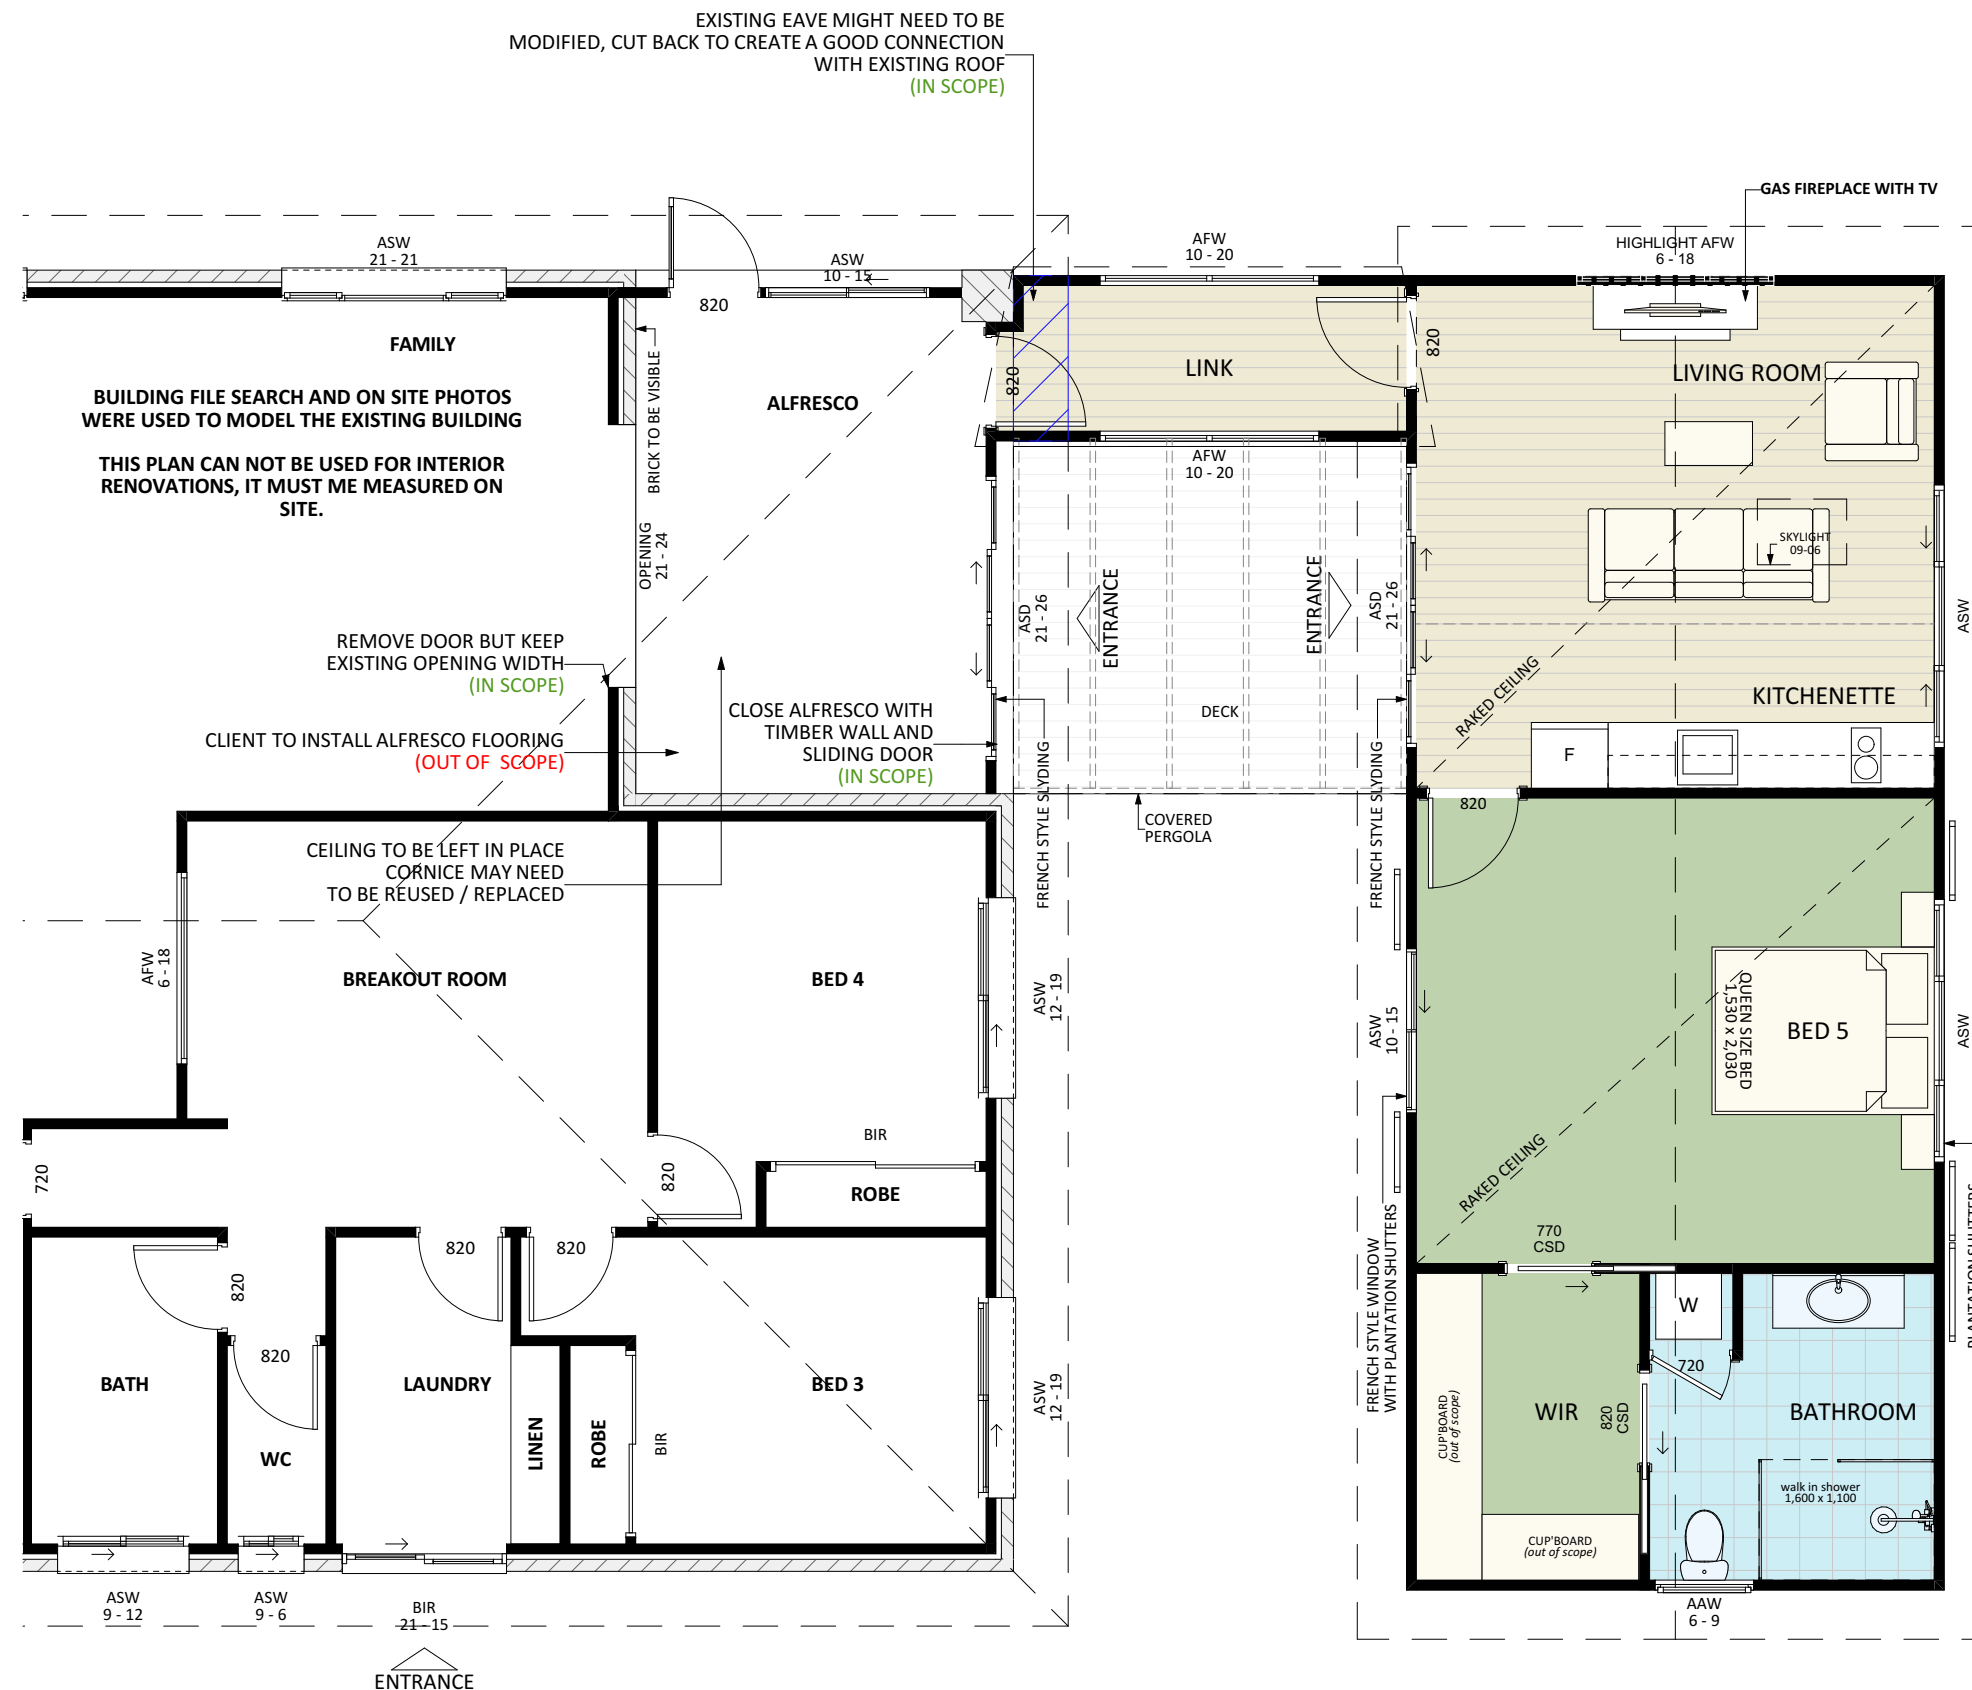 EXISTING EAVE MIGHT NEED TO BE
MODIFIED, CUT BACK TO CREATE A GOOD CONNECTION
WITH EXISTING ROOF
(IN SCOPE)
GAS FIREPLACE WITH TV
ASW
21 - 21
ASW
10 - 15
AFW
10 - 20
HIGHLIGHT AFW
6 - 18
820
FAMILY
BUILDING FILE SEARCH AND ON SITE PHOTOS
WERE USED TO MODEL THE EXISTING BUILDING
THIS PLAN CAN NOT BE USED FOR INTERIOR
RENOVATIONS, IT MUST ME MEASURED ON
SITE.
BRICK TO BE VISIBLE
ALFRESCO
820
LINK
820
LIVING ROOM
AFW
10 - 20
OPENING
21 - 24
SKYLIGHT
09-06
ASD
21 - 26
ENTRANCE
ENTRANCE
ASD
21 - 26
ASW
REMOVE DOOR BUT KEEP
EXISTING OPENING WIDTH
(IN SCOPE)
CLIENT TO INSTALL ALFRESCO FLOORING
(OUT OF SCOPE)
CLOSE ALFRESCO WITH
TIMBER WALL AND
SLIDING DOOR
(IN SCOPE)
DECK
RAKED CEILING
KITCHENETTE
F
FRENCH STYLE SLYDING
FRENCH STYLE SLYDING
COVERED
PERGOLA
820
CEILING TO BE LEFT IN PLACE
CORNICE MAY NEED
TO BE REUSED / REPLACED
AFW
6 - 18
BREAKOUT ROOM
BED 4
ASW
12 - 19
ASW
10 - 15
QUEEN SIZE BED
1,530 x 2,030
BED 5
ASW
BIR
ROBE
720
820
RAKED CEILING
FRENCH STYLE WINDOW
WITH PLANTATION SHUTTERS
PLANTATION SHUTTERS
820
820
820
770
CSD
W
820
720
BATH
LAUNDRY
BED 3
ASW
12 - 19
WC
LINEN
ROBE
BIR
CUP'BOARD
(out of scope)
WIR
820
CSD
BATHROOM
walk in shower
1,600 x 1,100
CUP'BOARD
(out of scope)
ASW
9 - 12
ASW
9 - 6
BIR
21 - 15
AAW
6 - 9
ENTRANCE